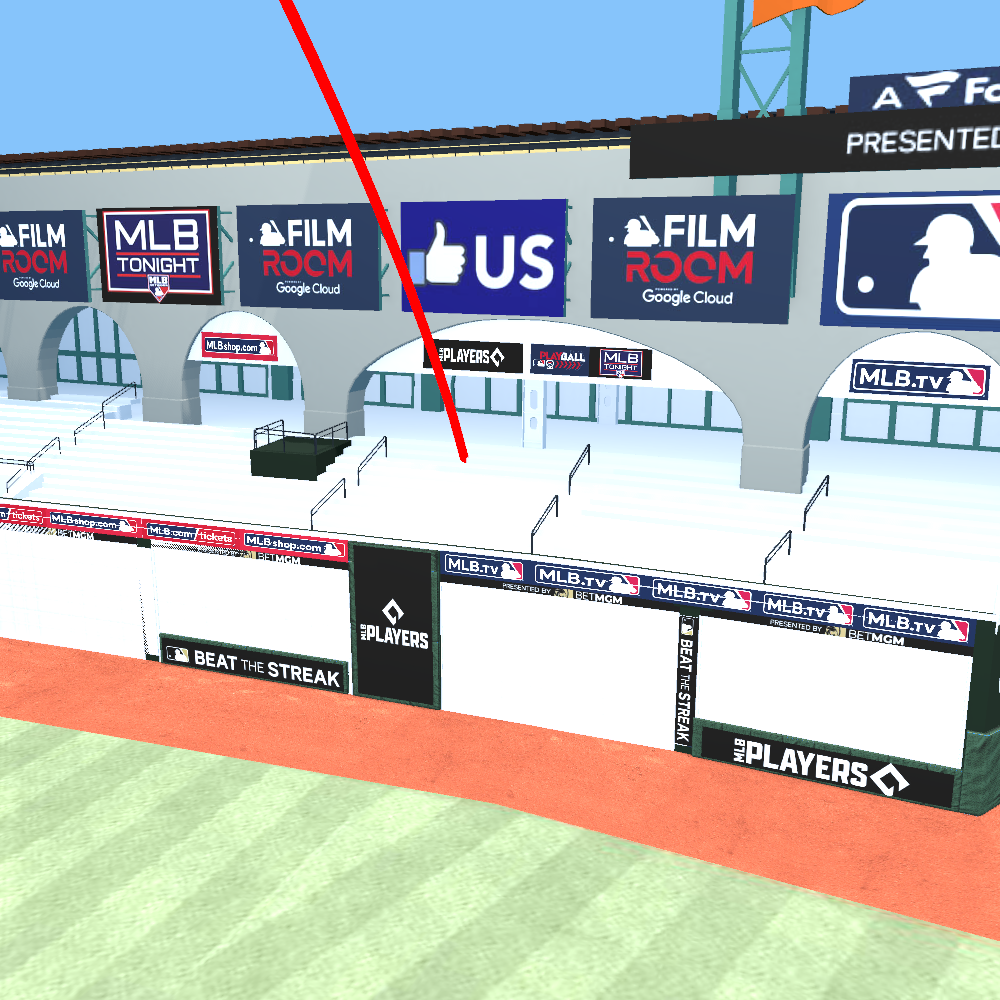 A Fo
PRESENTED
FILM
ROOM
Google Cloud
MLB
TONIGHT
MLB
FILM
ROOM
Google Cloud
US
FILM
ROOM
Google Cloud
MLBshop.com
PLAYERS
PLAY BALL
MLB
TONIGHT
MLB.TV
m/tickets
MLBshop.com
MLB.com/tickets
MLBshop.com
BETMGM
BETMGM
MLB.TV
MLB.TV
MLB.TV
MLB.TV
MLB.TV
PRESENTED BY BETMGM
PRESENTED BY BETMGM
MLB PLAYERS
BEAT THE STREAK
BEAT THE STREAK
MLB PLAYERS